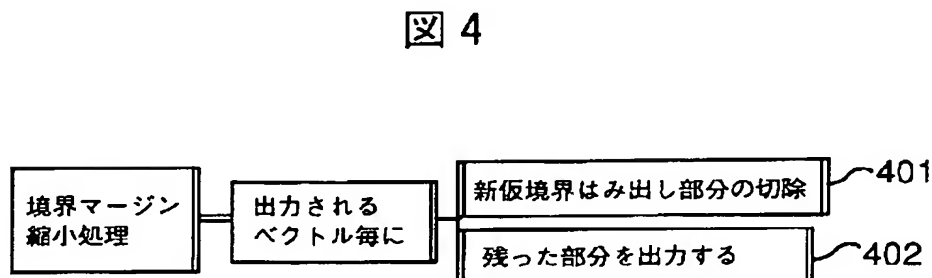 図 4
境界マージン
縮小処理
出力される
ベクトル毎に
新仮境界はみ出し部分の切除
401
残った部分を出力する
402